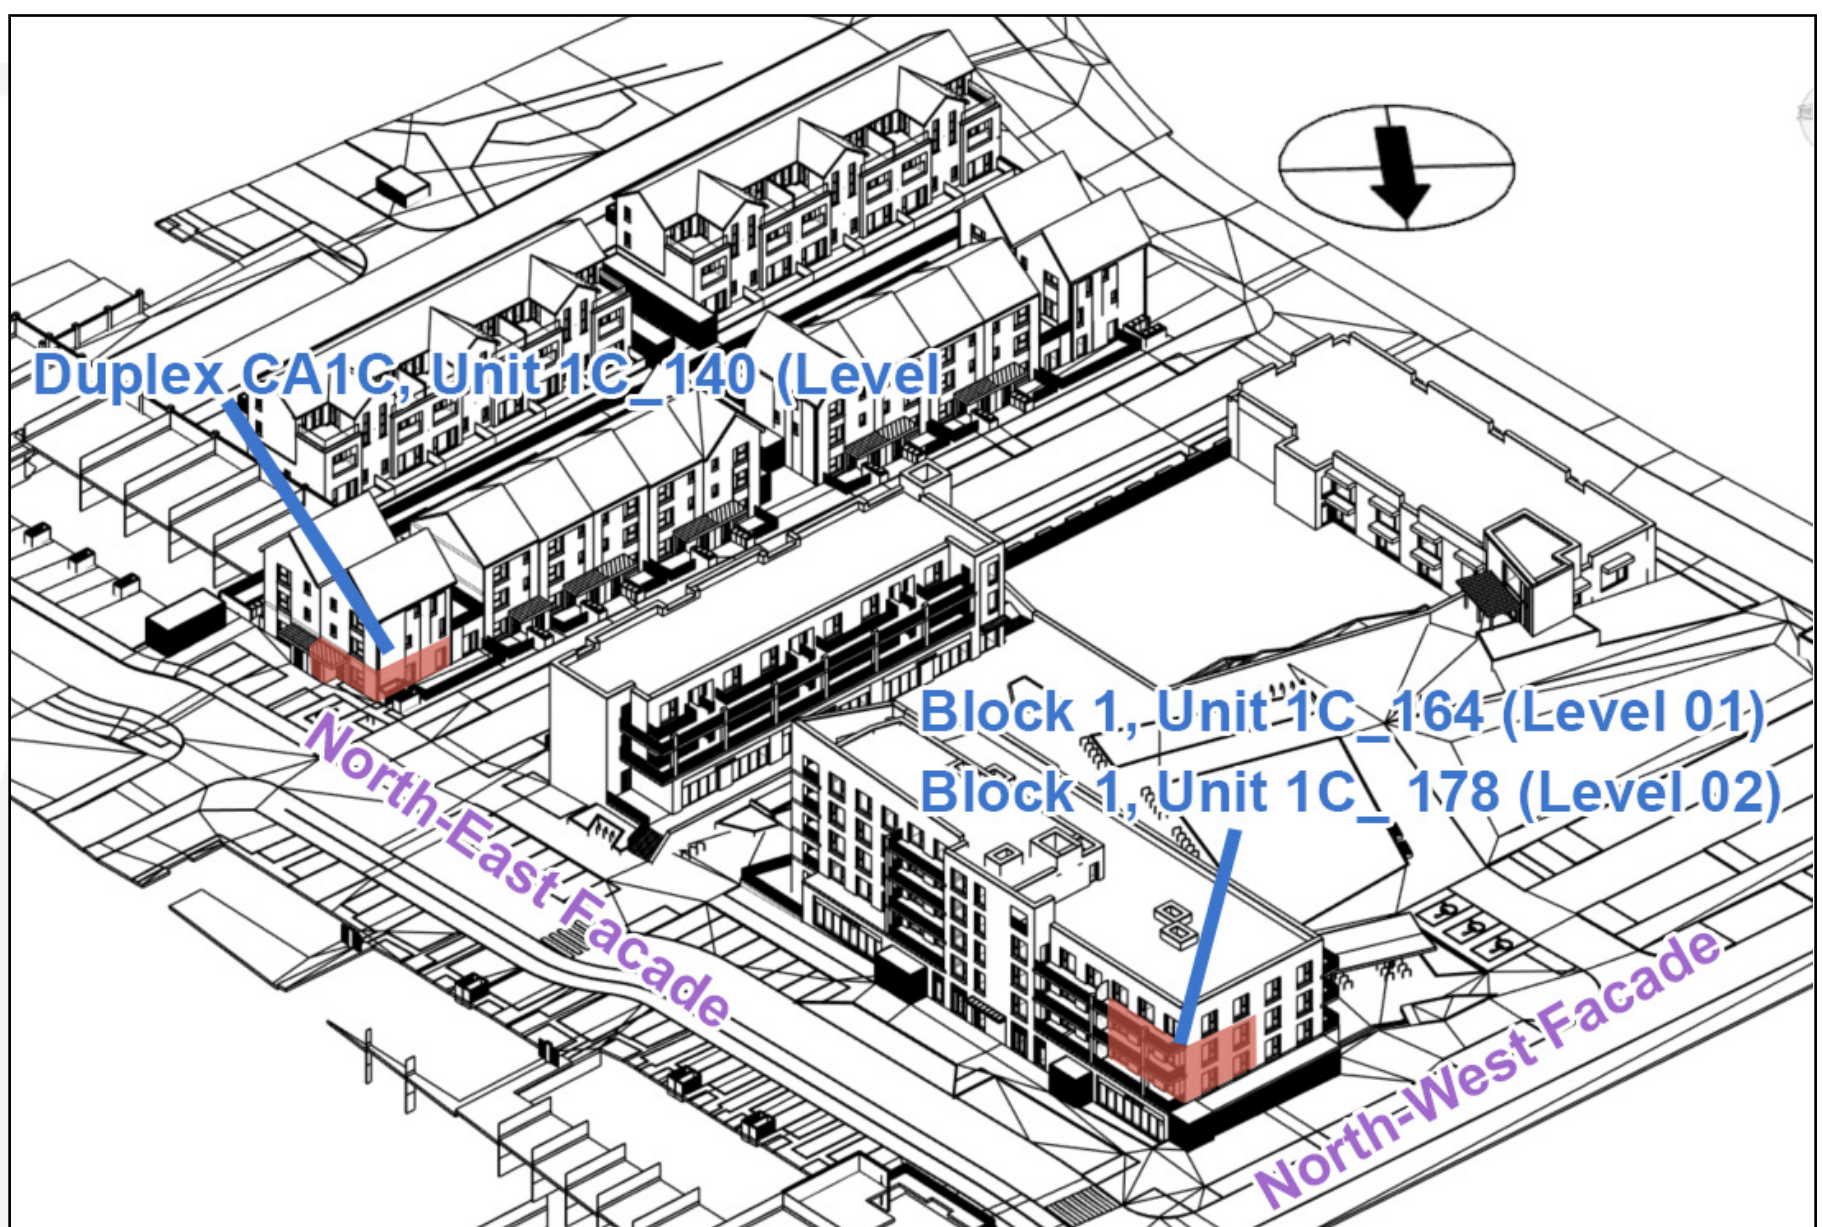 Duplex CA1C, Unit 1C_140 (Level
Block 1, Unit 1C_164 (Level 01)
Block 1, Unit 1C_ 178 (Level 02)
North-East Facade
North-West Facade